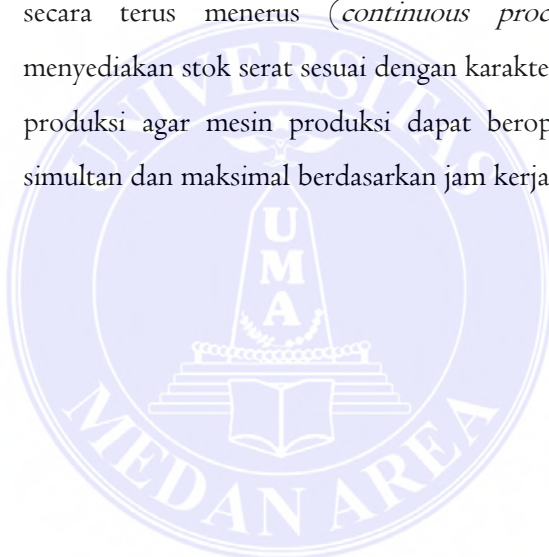 secara terus menerus (continuous proc
menyediakan stok serat sesuai dengan karakte
produksi agar mesin produksi dapat berop
simultan dan maksimal berdasarkan jam kerja
UNIVERSITAS
U
M
A
MEDAN AREA